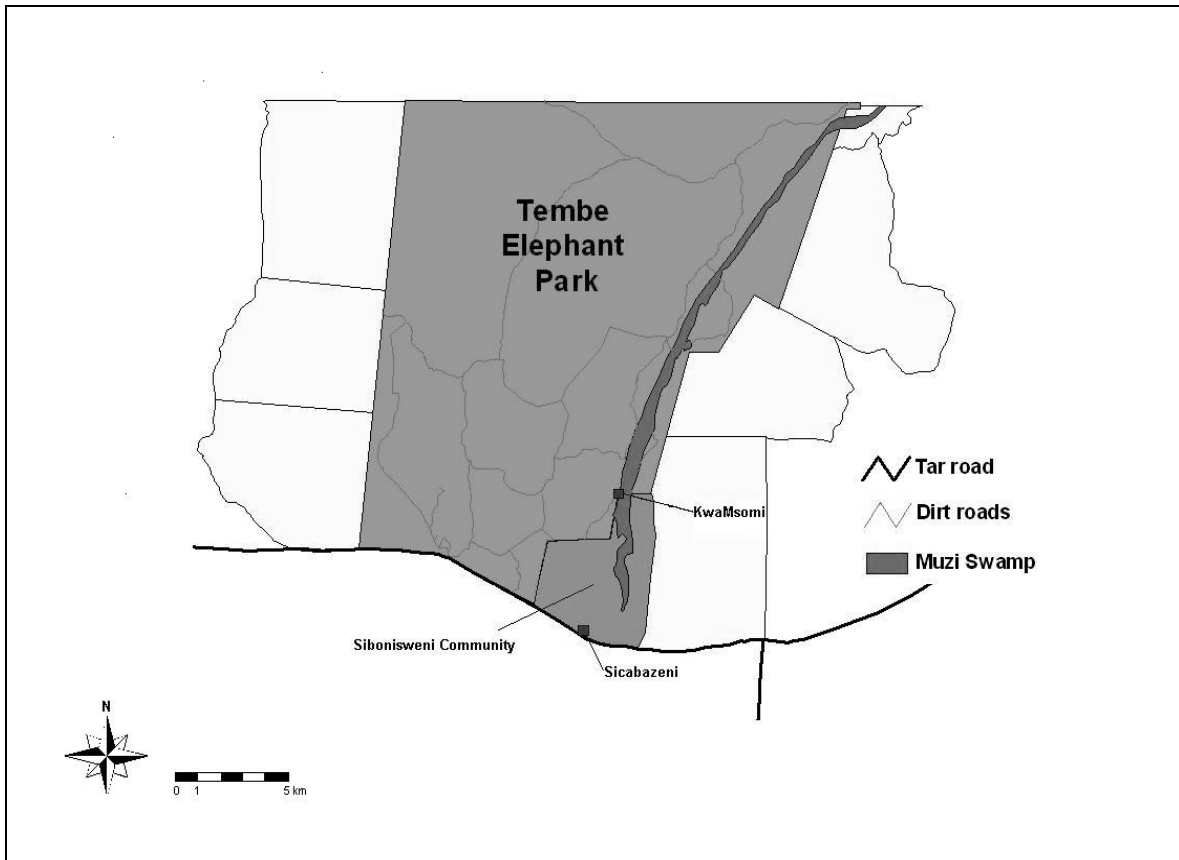 Tembe
Elephant
Park
Tar road
Dirt roads
Muzi Swamp
KwaMsomi
Sibonisweni Community
Sicabazeni
N
0 1 5 km